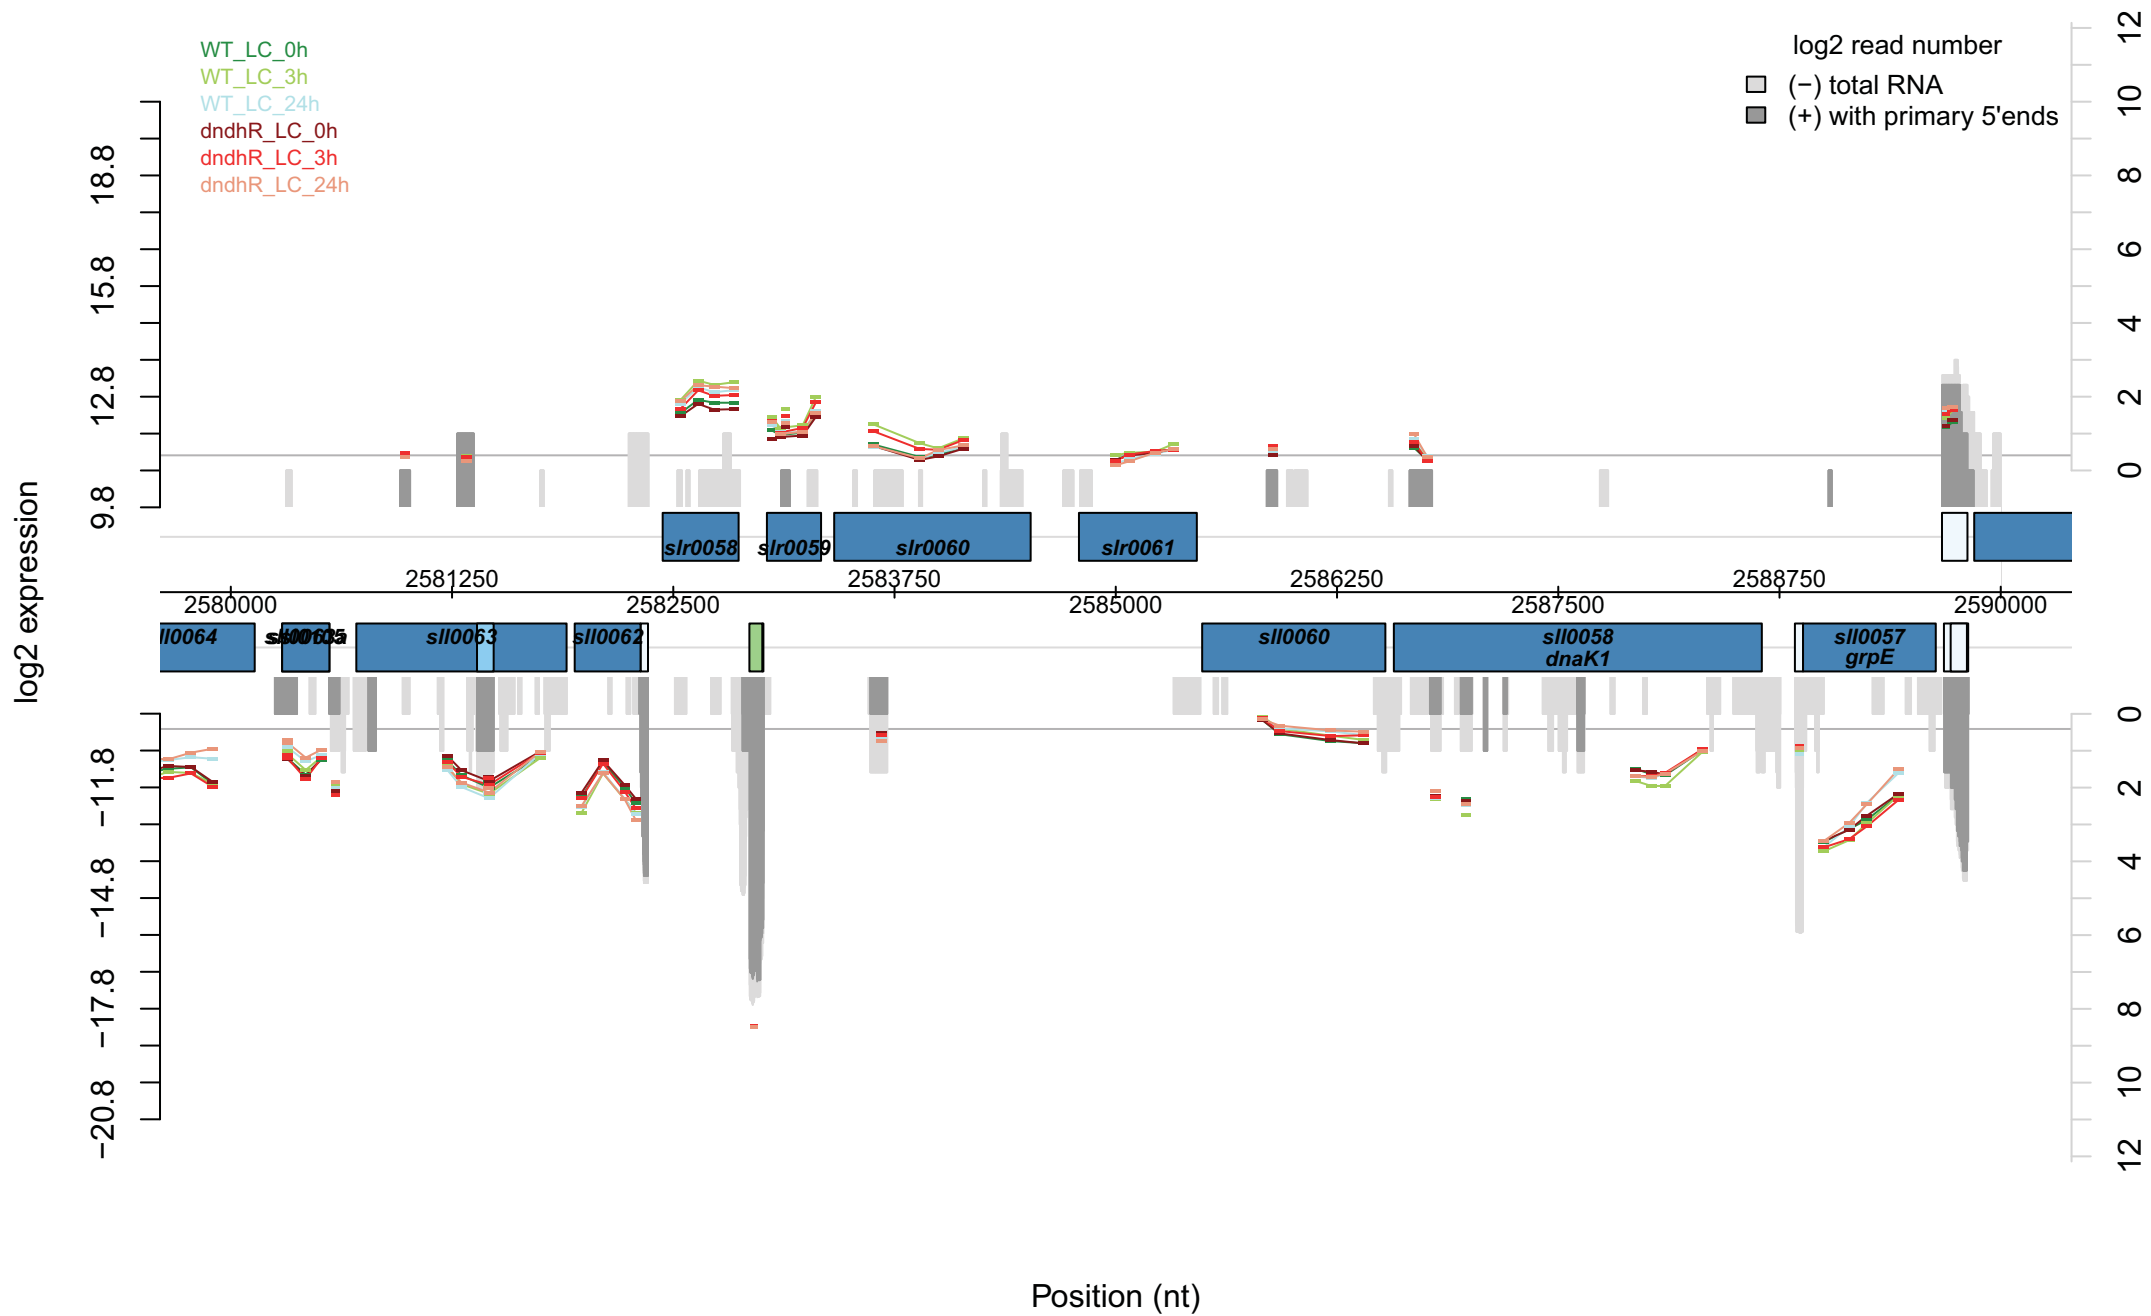 WT_LC_0h
WT_LC_3h
WT_LC_24h
dndhR_LC_0h
dndhR_LC_3h
dndhR_LC_24h
log2 read number
(−) total RNA
(+) with primary 5'ends
12
10
8
6
4
2
0
18.8
15.8
12.8
9.8
log2 expression
slr0058
slr0059
slr0060
slr0061
2581250
2583750
2586250
2588750
2580000
2582500
2585000
2587500
2590000
ll0064
sll0063
sll0062
sll0060
sll0058
dnaK1
sll0057
grpE
−11.8
−14.8
−17.8
−20.8
0
2
4
6
8
10
12
Position (nt)